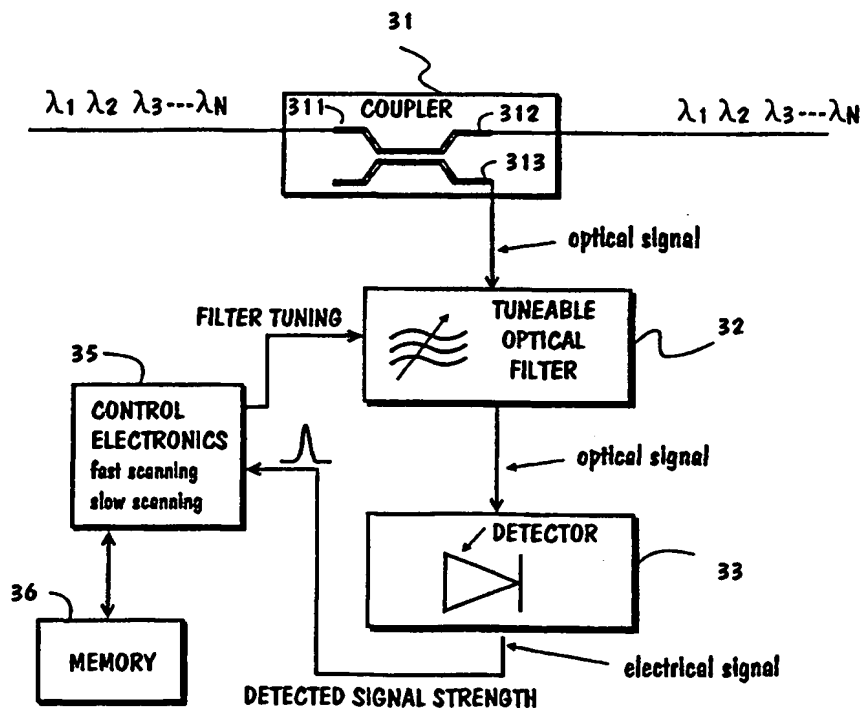 31
λ1 λ2 λ3---λN
311
COUPLER
312
λ1 λ2 λ3---λN
313
optical signal
FILTER TUNING
TUNEABLE
OPTICAL
FILTER
32
35
CONTROL
ELECTRONICS
fast scanning
slow scanning
optical signal
DETECTOR
33
36
MEMORY
electrical signal
DETECTED SIGNAL STRENGTH